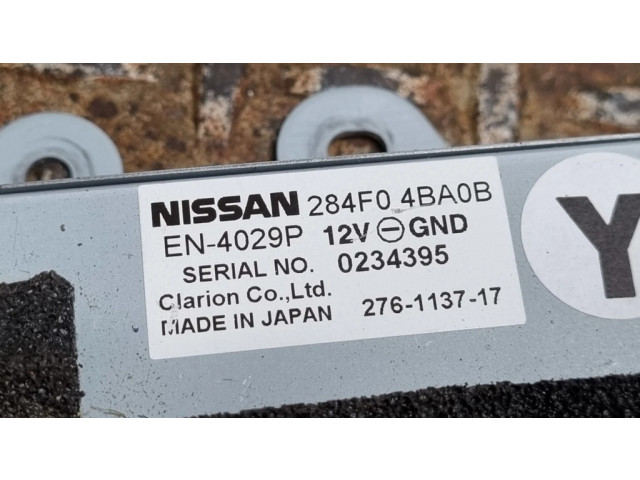 NISSAN 284F0 4BA0B
EN-4029P 12V ⊖ GND
SERIAL NO. 0234395
Clarion Co.,Ltd.
MADE IN JAPAN 276-1137-17
Y